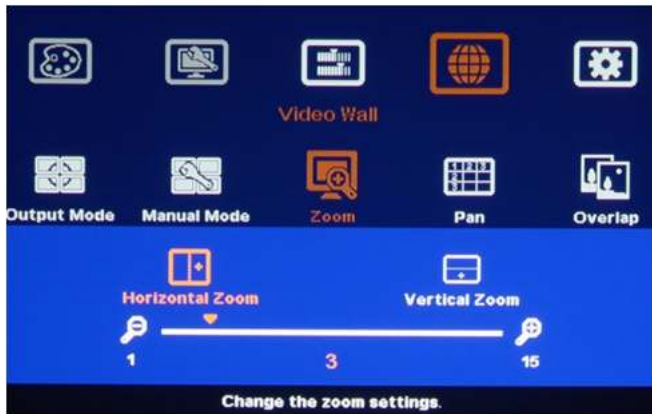 Video Wall
Output Mode Manual Mode Zoom Pan Overlap
Horizontal Zoom Vertical Zoom
1 3 15
Change the zoom settings.